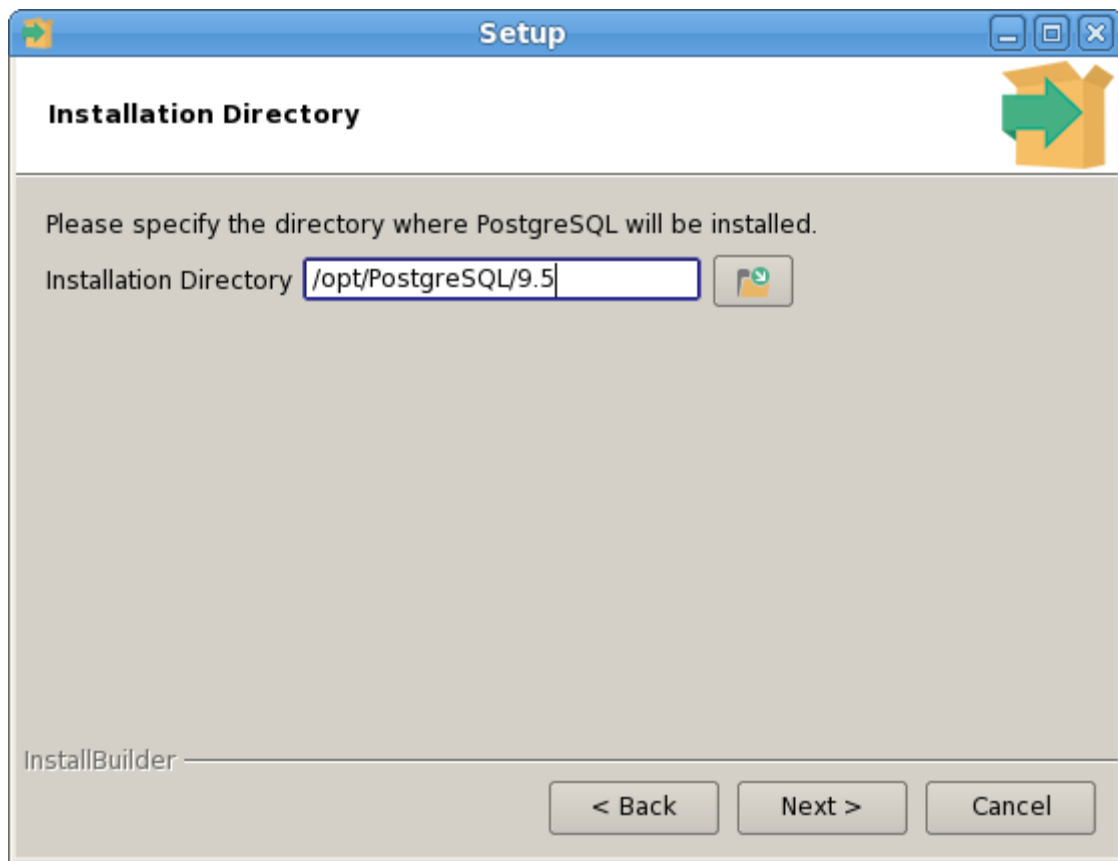 Setup
Installation Directory
Please specify the directory where PostgreSQL will be installed.
Installation Directory /opt/PostgreSQL/9.5
InstallBuilder
< Back Next > Cancel